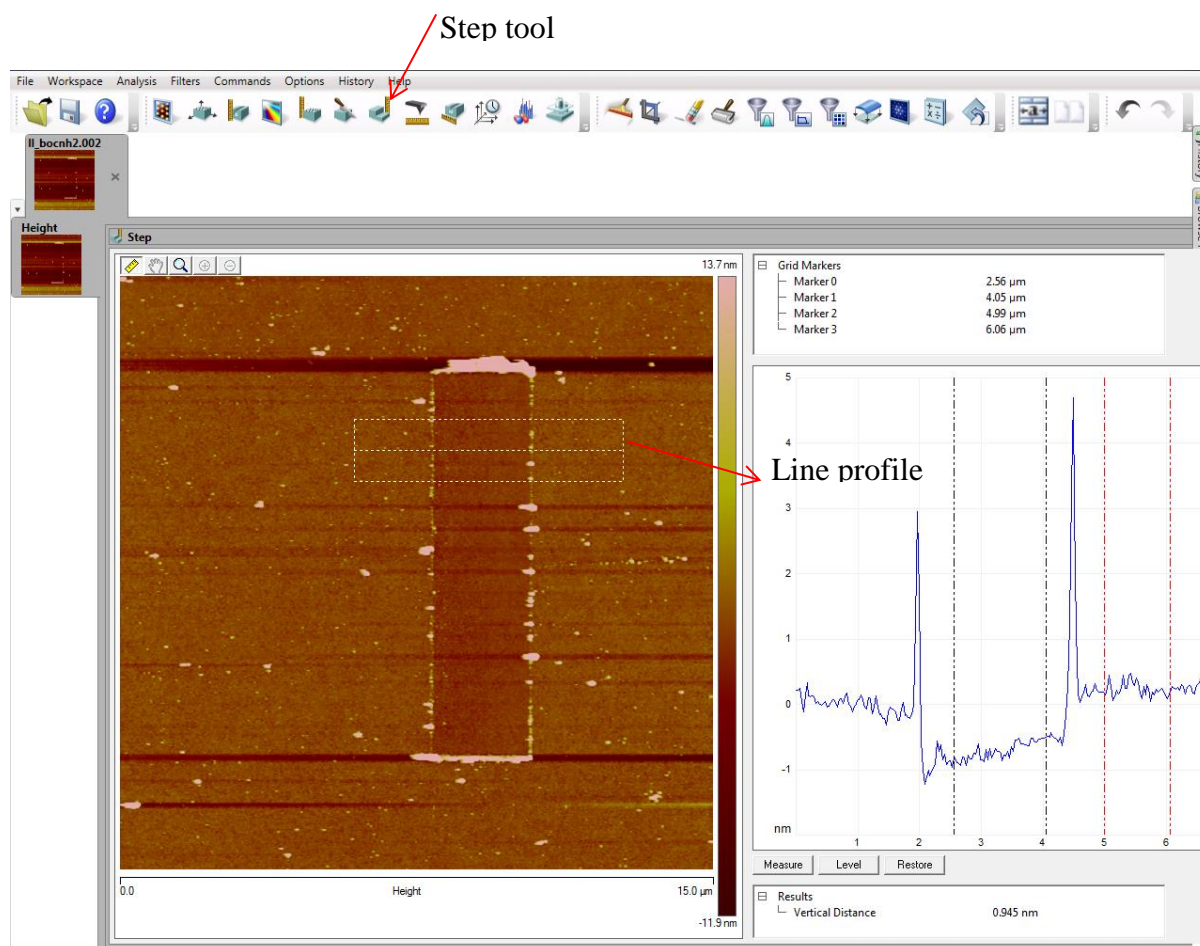 Step tool
File Workspace Analysis Filters Commands Options History Help
ll_bocnh2.002
Height
Step
13.7 nm
Grid Markers
Marker 0 2.56 µm
Marker 1 4.05 µm
Marker 2 4.99 µm
Marker 3 6.06 µm
5
4
Line profile
3
2
1
0
-1
nm
1 2 3 4 5 6
Measure Level Restore
0.0 Height 15.0 µm
-11.9 nm
Results
Vertical Distance 0.945 nm